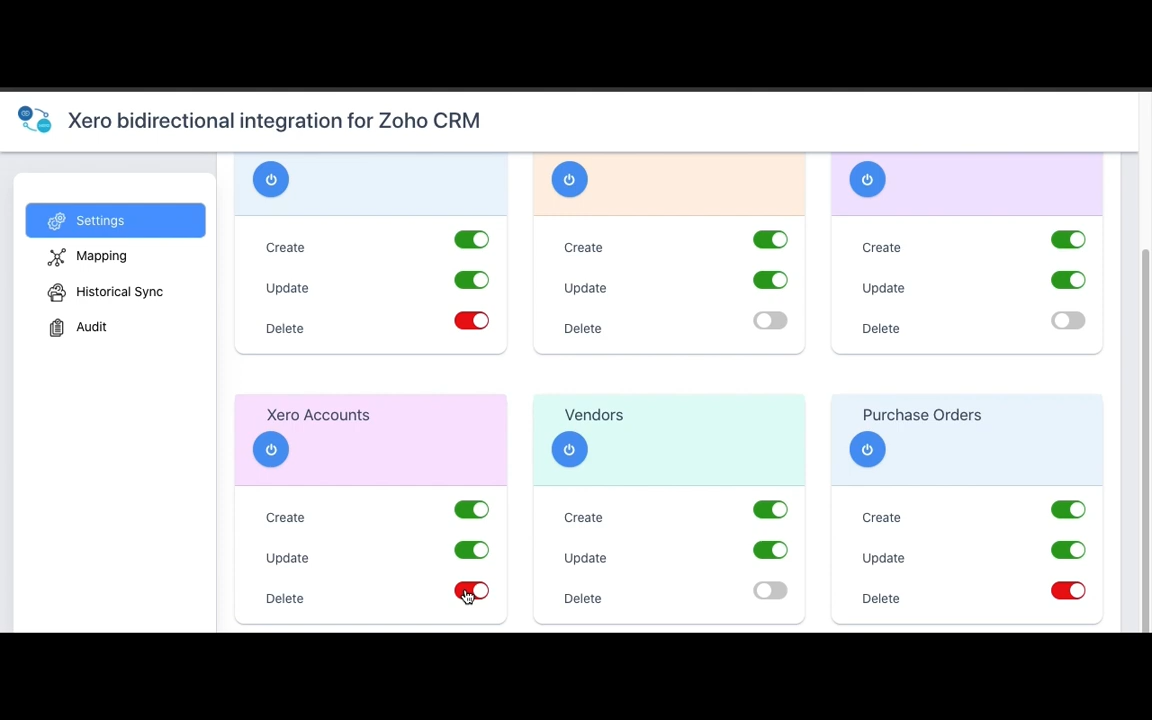 Xero bidirectional integration for Zoho CRM
Settings
Mapping
Historical Sync
Audit
Create
Update
Delete
Create
Update
Delete
Create
Update
Delete
Xero Accounts
Create
Update
Delete
Vendors
Create
Update
Delete
Purchase Orders
Create
Update
Delete